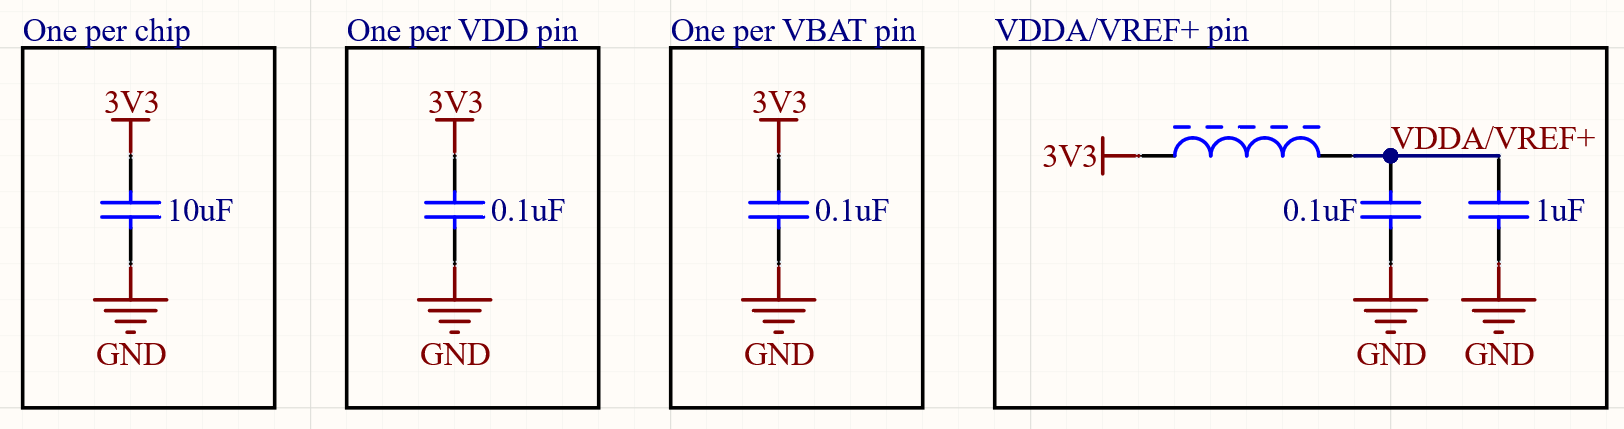 One per chip
3V3
10uF
GND
One per VDD pin
3V3
0.1uF
GND
One per VBAT pin
3V3
0.1uF
GND
VDDA/VREF+ pin
3V3
VDDA/VREF+
0.1uF
1uF
GND
GND